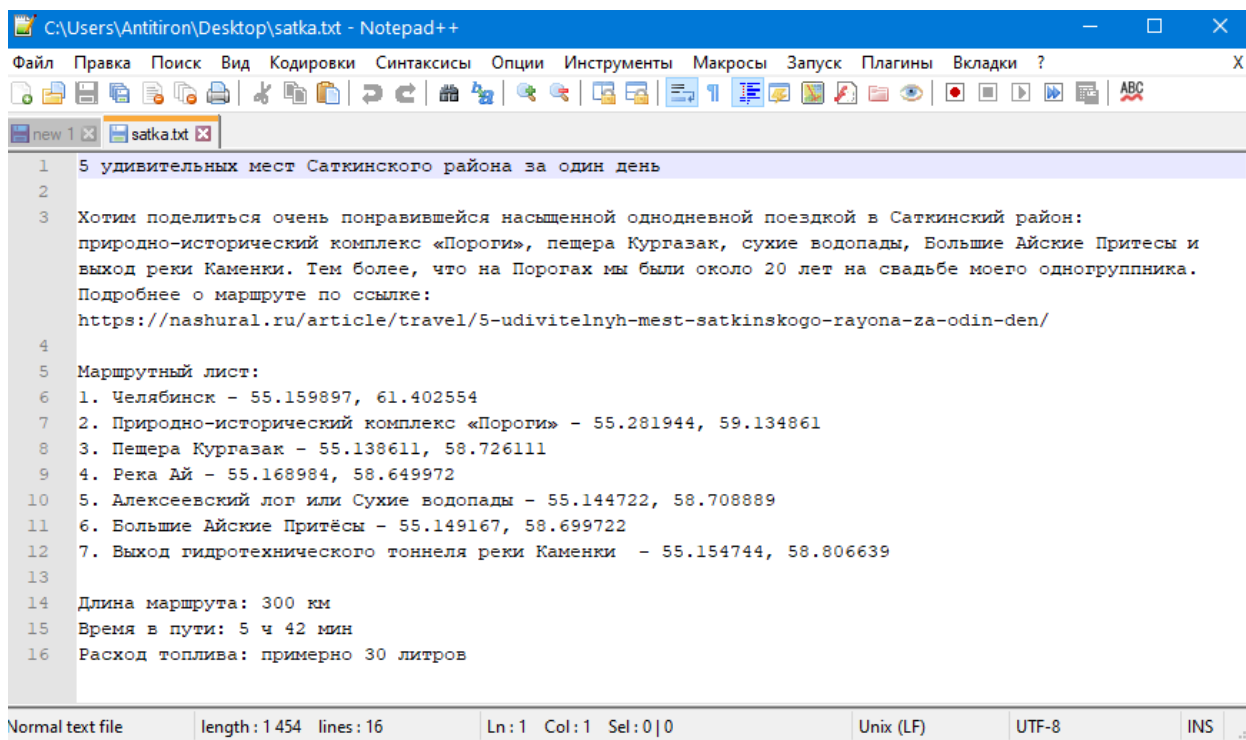 C:\Users\Antitiron\Desktop\satka.txt - Notepad++
Файл Правка Поиск Вид Кодировки Синтаксисы Опции Инструменты Макросы Запуск Плагины Вкладки ? X
ABC
new 1 satka.txt
1 5 удивительных мест Саткинского района за один день
2
3 Хотим поделиться очень понравившейся насыщенной однодневной поездкой в Саткинский район:
природно-исторический комплекс «Пороги», пещера Кургазак, сухие водопады, Большие Айские Притесы и
выход реки Каменки. Тем более, что на Порогах мы были около 20 лет на свадьбе моего одногруппника.
Подробнее о маршруте по ссылке:
https://nashural.ru/article/travel/5-udivitelnyh-mest-satkinskogo-rayona-za-odin-den/
4
5 Маршрутный лист:
6 1. Челябинск - 55.159897, 61.402554
7 2. Природно-исторический комплекс «Пороги» - 55.281944, 59.134861
8 3. Пещера Кургазак - 55.138611, 58.726111
9 4. Река Ай - 55.168984, 58.649972
10 5. Алексеевский лог или Сухие водопады - 55.144722, 58.708889
11 6. Большие Айские Притёсы - 55.149167, 58.699722
12 7. Выход гидротехнического тоннеля реки Каменки  - 55.154744, 58.806639
13
14 Длина маршрута: 300 км
15 Время в пути: 5 ч 42 мин
16 Расход топлива: примерно 30 литров
Normal text file length : 1 454 lines : 16 Ln : 1 Col : 1 Sel : 0 | 0 Unix (LF) UTF-8 INS